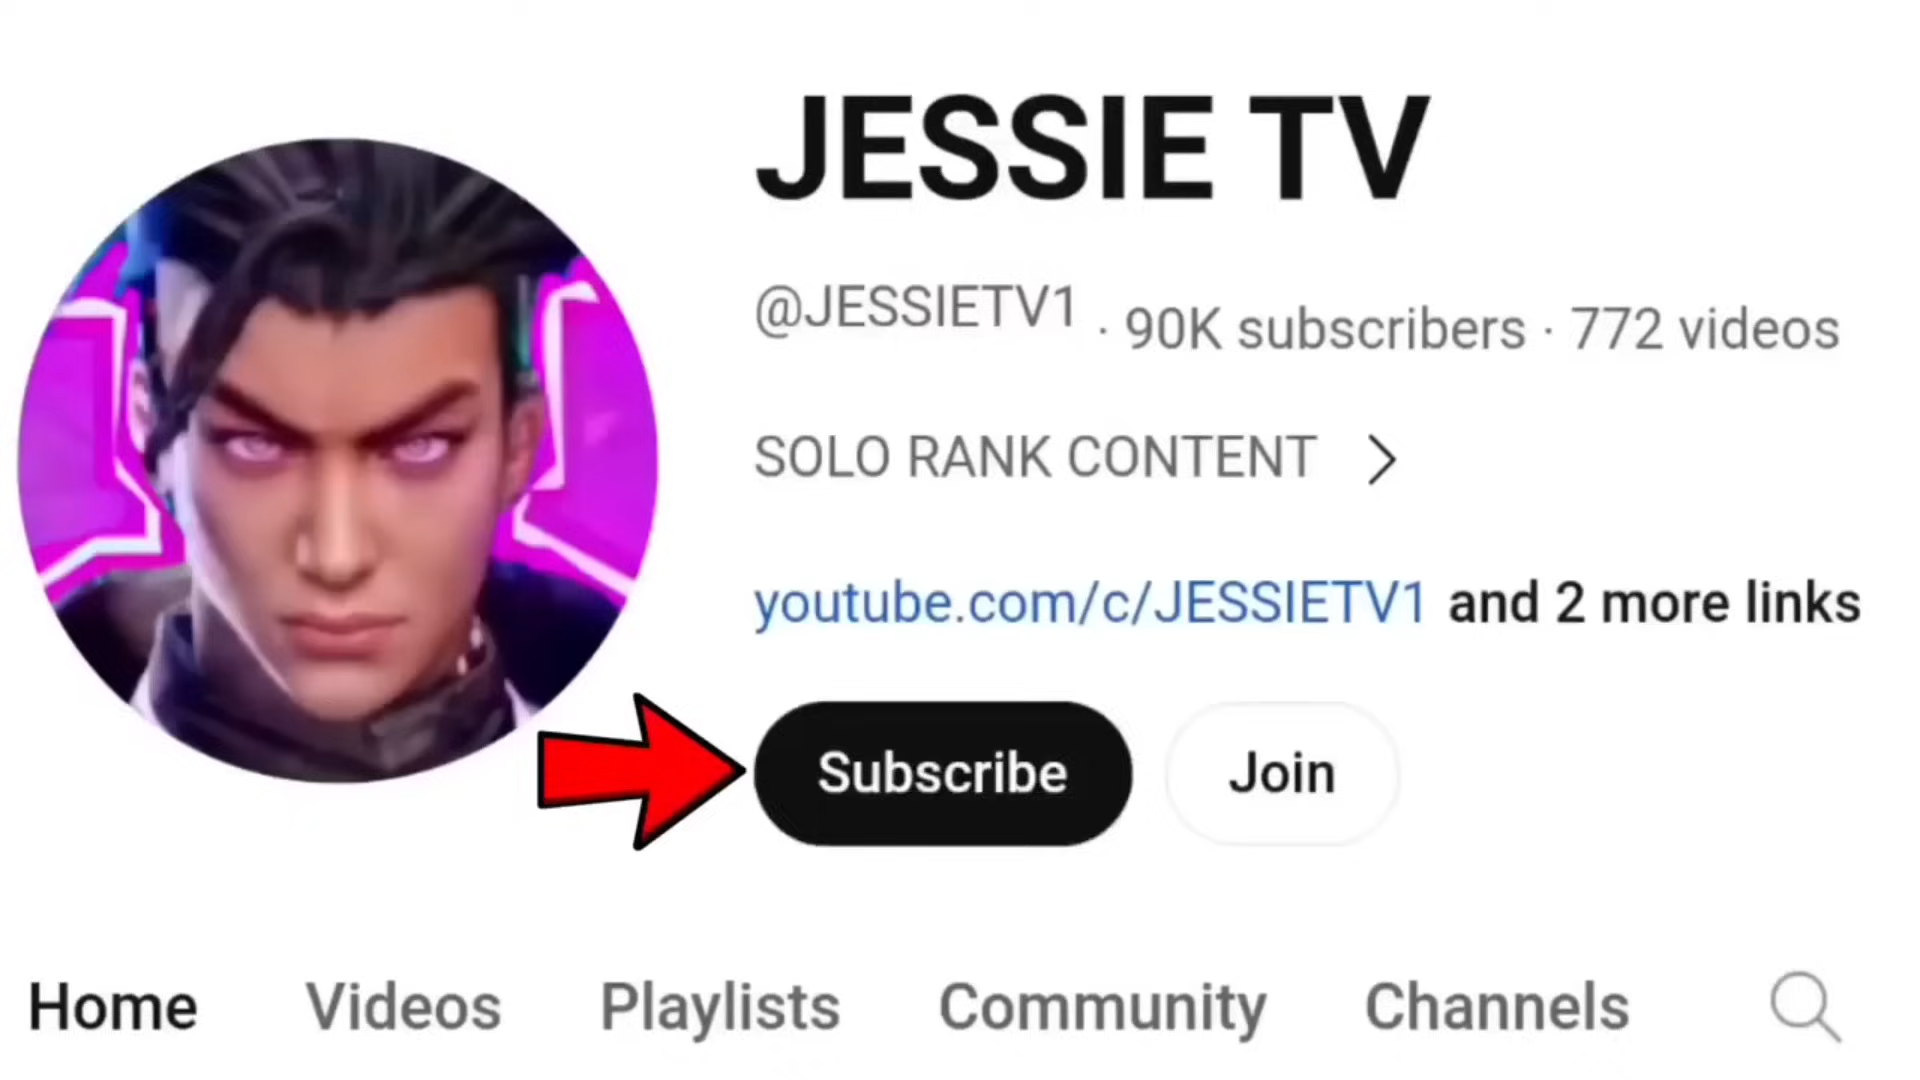 JESSIE TV
@JESSIETV1 · 90K subscribers · 772 videos
SOLO RANK CONTENT >
youtube.com/c/JESSIETV1 and 2 more links
Subscribe Join
Home Videos Playlists Community Channels